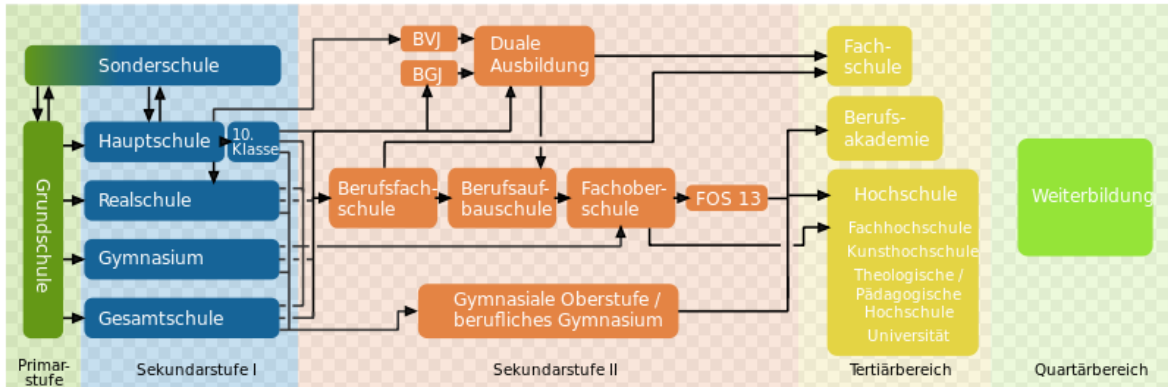 Sonderschule
Grundschule
Hauptschule
10.
Klasse
Realschule
Gymnasium
Gesamtschule
BVJ
BGJ
Duale
Ausbildung
Berufsfach-
schule
Berufsauf-
bauschule
Fachober-
schule
FOS 13
Gymnasiale Oberstufe /
berufliches Gymnasium
Fach-
schule
Berufs-
akademie
Hochschule
Fachhochschule
Kunsthochschule
Theologische /
Pädagogische
Hochschule
Universität
Weiterbildung
Primar-
stufe
Sekundarstufe I
Sekundarstufe II
Tertiärbereich
Quartärbereich